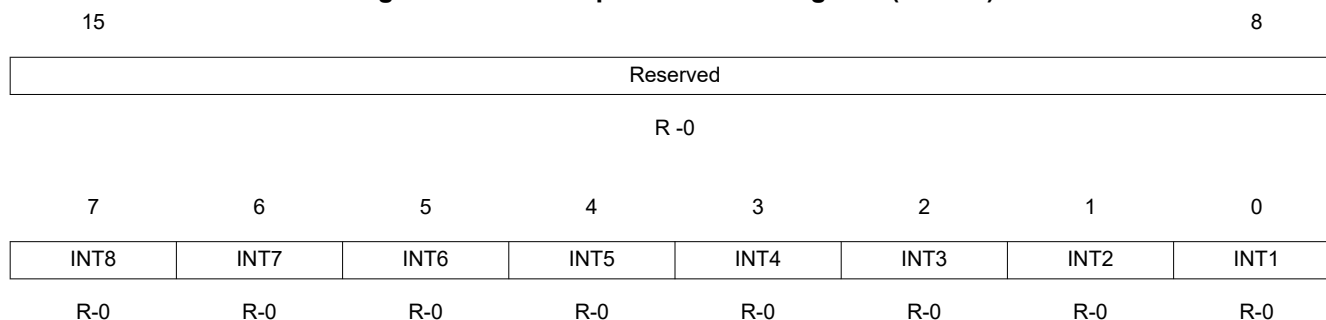 15 8
Reserved
R -0
7 6 5 4 3 2 1 0
INT8 INT7 INT6 INT5 INT4 INT3 INT2 INT1
R-0 R-0 R-0 R-0 R-0 R-0 R-0 R-0